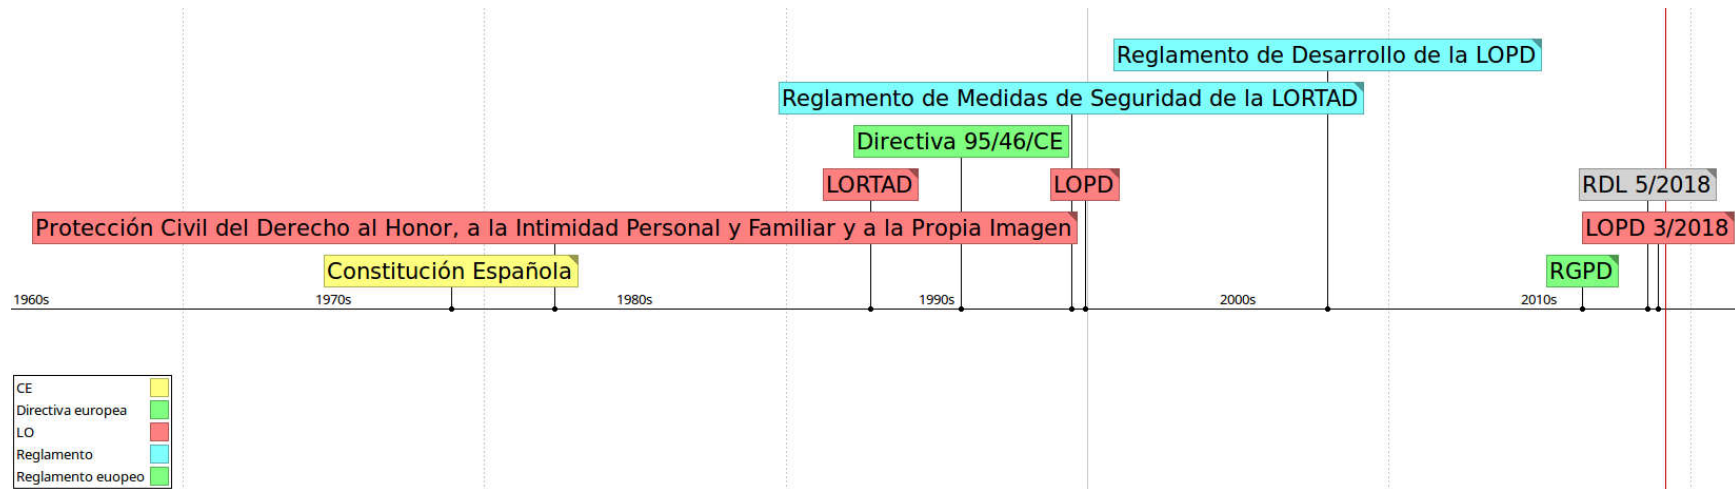 Reglamento de Desarrollo de la LOPD
Reglamento de Medidas de Seguridad de la LORTAD
Directiva 95/46/CE
LORTAD
LOPD
RDL 5/2018
Protección Civil del Derecho al Honor, a la Intimidad Personal y Familiar y a la Propia Imagen
LOPD 3/2018
Constitución Española
RGPD
1960s
1970s
1980s
1990s
2000s
2010s
CE
Directiva europea
LO
Reglamento
Reglamento euopeo